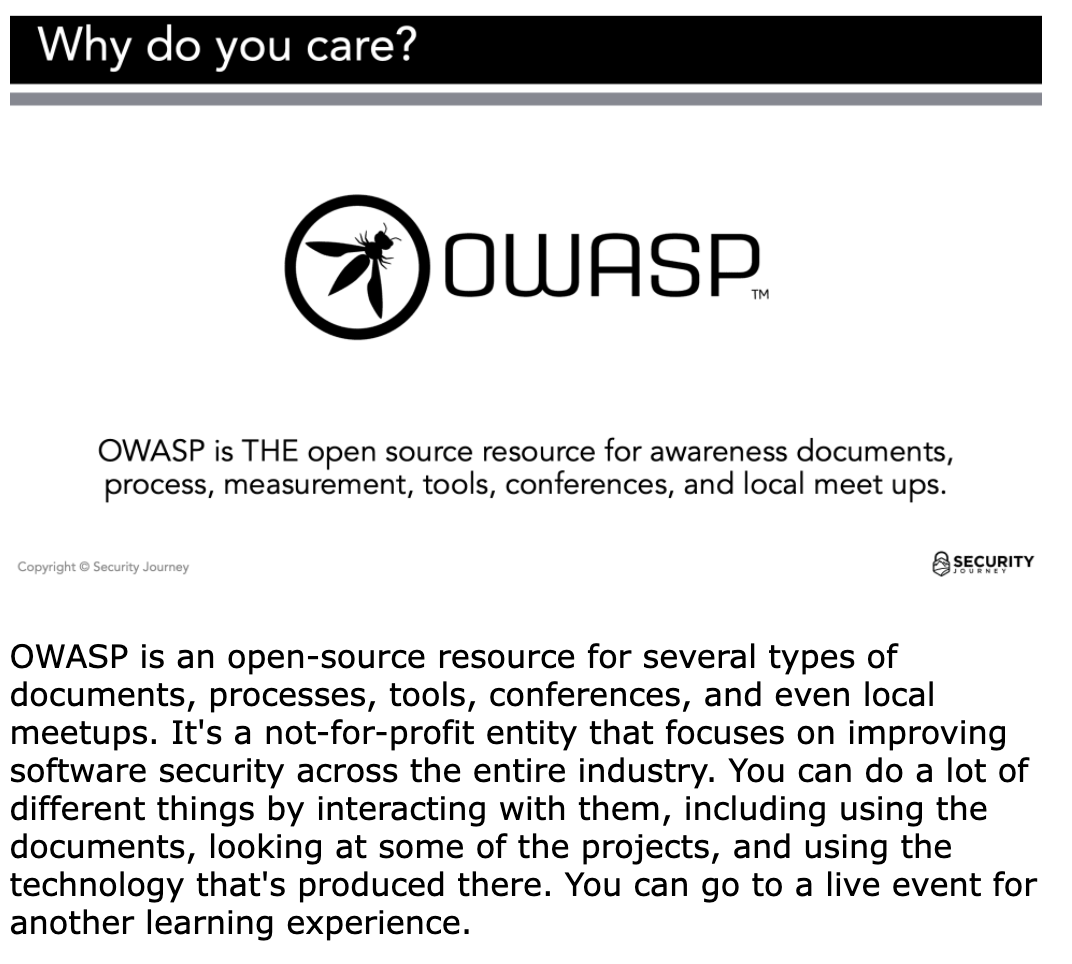 Why do you care?
OWASP
TM
OWASP is THE open source resource for awareness documents,
process, measurement, tools, conferences, and local meet ups.
Copyright © Security Journey
SECURITY
JOURNEY
OWASP is an open-source resource for several types of
documents, processes, tools, conferences, and even local
meetups. It's a not-for-profit entity that focuses on improving
software security across the entire industry. You can do a lot of
different things by interacting with them, including using the
documents, looking at some of the projects, and using the
technology that's produced there. You can go to a live event for
another learning experience.